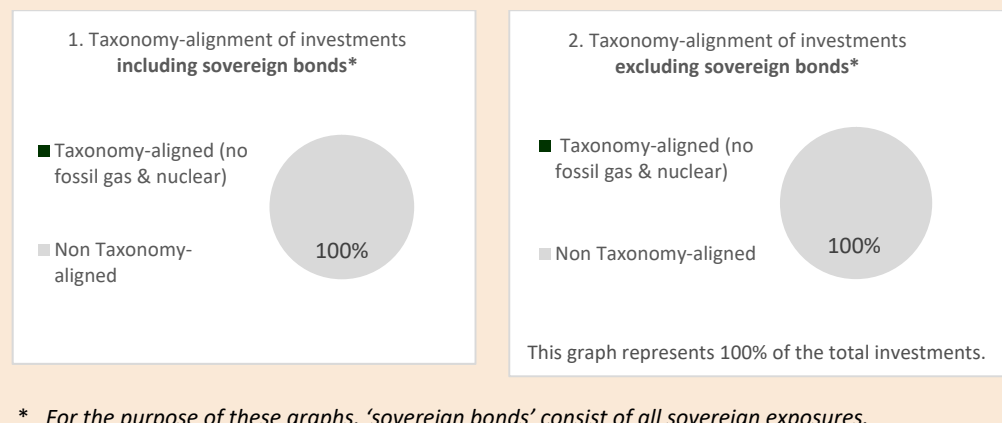 1. Taxonomy-alignment of investments
including sovereign bonds*
Taxonomy-aligned (no
fossil gas & nuclear)
Non Taxonomy-
aligned
100%
2. Taxonomy-alignment of investments
excluding sovereign bonds*
Taxonomy-aligned (no
fossil gas & nuclear)
Non Taxonomy-aligned
100%
This graph represents 100% of the total investments.
* For the purpose of these graphs, ‘sovereign bonds’ consist of all sovereign exposures.